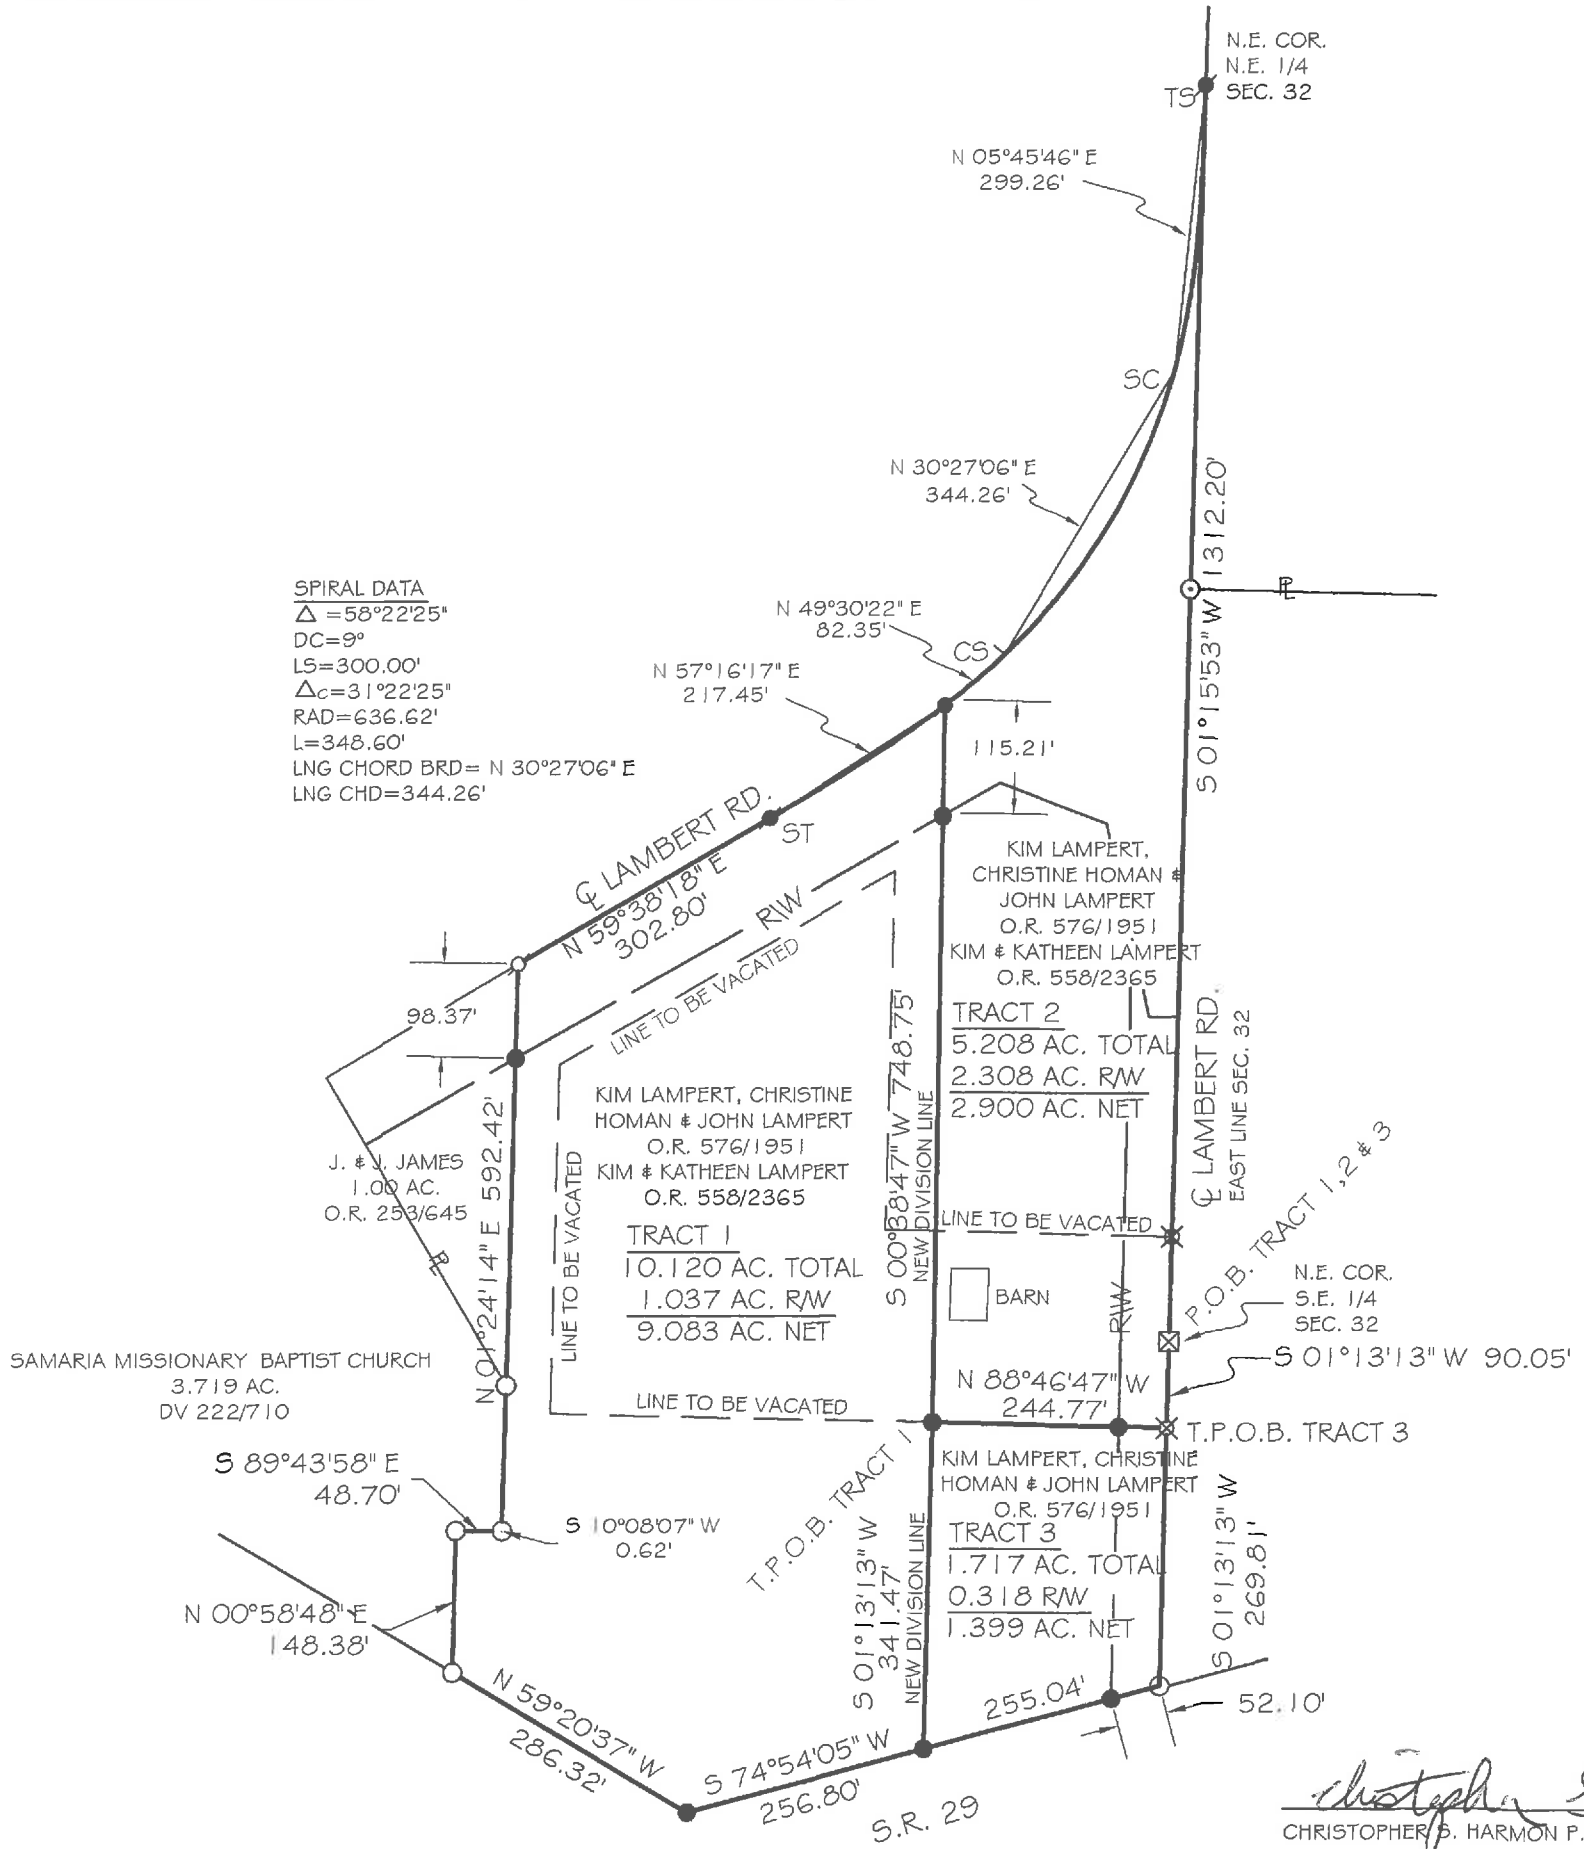 N.E. COR.
N.E. 1/4
SEC. 32
TS
N 05°45'46" E
299.26'
SC
N 30°27'06" E
344.26'
S 01°15'53" W 1312.20'
PL
SPIRAL DATA
Δ =58°22'25"
DC=9°
LS=300.00'
Δc=31°22'25"
RAD=636.62'
L=348.60'
LNG CHORD BRD= N 30°27'06" E
LNG CHD=344.26'
N 49°30'22" E
82.35'
CS
N 57°16'17" E
217.45'
115.21'
ST
CL LAMBERT RD.
N 59°38'18" E
302.80'
R/W
LINE TO BE VACATED
98.37'
KIM LAMPERT,
CHRISTINE HOMAN &
JOHN LAMPERT
O.R. 576/1951
KIM & KATHEEN LAMPERT
O.R. 558/2365
TRACT 2
5.208 AC. TOTAL
2.308 AC. R/W
2.900 AC. NET
CL LAMBERT RD.
EAST LINE SEC. 32
KIM LAMPERT, CHRISTINE
HOMAN & JOHN LAMPERT
O.R. 576/1951
KIM & KATHEEN LAMPERT
O.R. 558/2365
TRACT 1
10.120 AC. TOTAL
1.037 AC. R/W
9.083 AC. NET
LINE TO BE VACATED
S 00°38'47" W 748.75'
NEW DIVISION LINE
J. & J. JAMES
1.00 AC.
O.R. 253/645
N 01°24'14" E 592.42'
PL
LINE TO BE VACATED
BARN
R/W
P.O.B. TRACT 1,2 & 3
N.E. COR.
S.E. 1/4
SEC. 32
S 01°13'13" W 90.05'
SAMARIA MISSIONARY BAPTIST CHURCH
3.719 AC.
DV 222/710
LINE TO BE VACATED
N 88°46'47" W
244.77'
T.P.O.B. TRACT 3
T.P.O.B. TRACT 1
S 89°43'58" E
48.70'
S 10°08'07" W
0.62'
KIM LAMPERT, CHRISTINE
HOMAN & JOHN LAMPERT
O.R. 576/1951
TRACT 3
1.717 AC. TOTAL
0.318 R/W
1.399 AC. NET
S 01°13'13" W
341.47'
NEW DIVISION LINE
S 01°13'13" W
269.81'
N 00°58'48" E
148.38'
N 59°20'37" W
286.32'
S 74°54'05" W
256.80'
255.04'
52.10'
S.R. 29
CHRISTOPHER S. HARMON P.